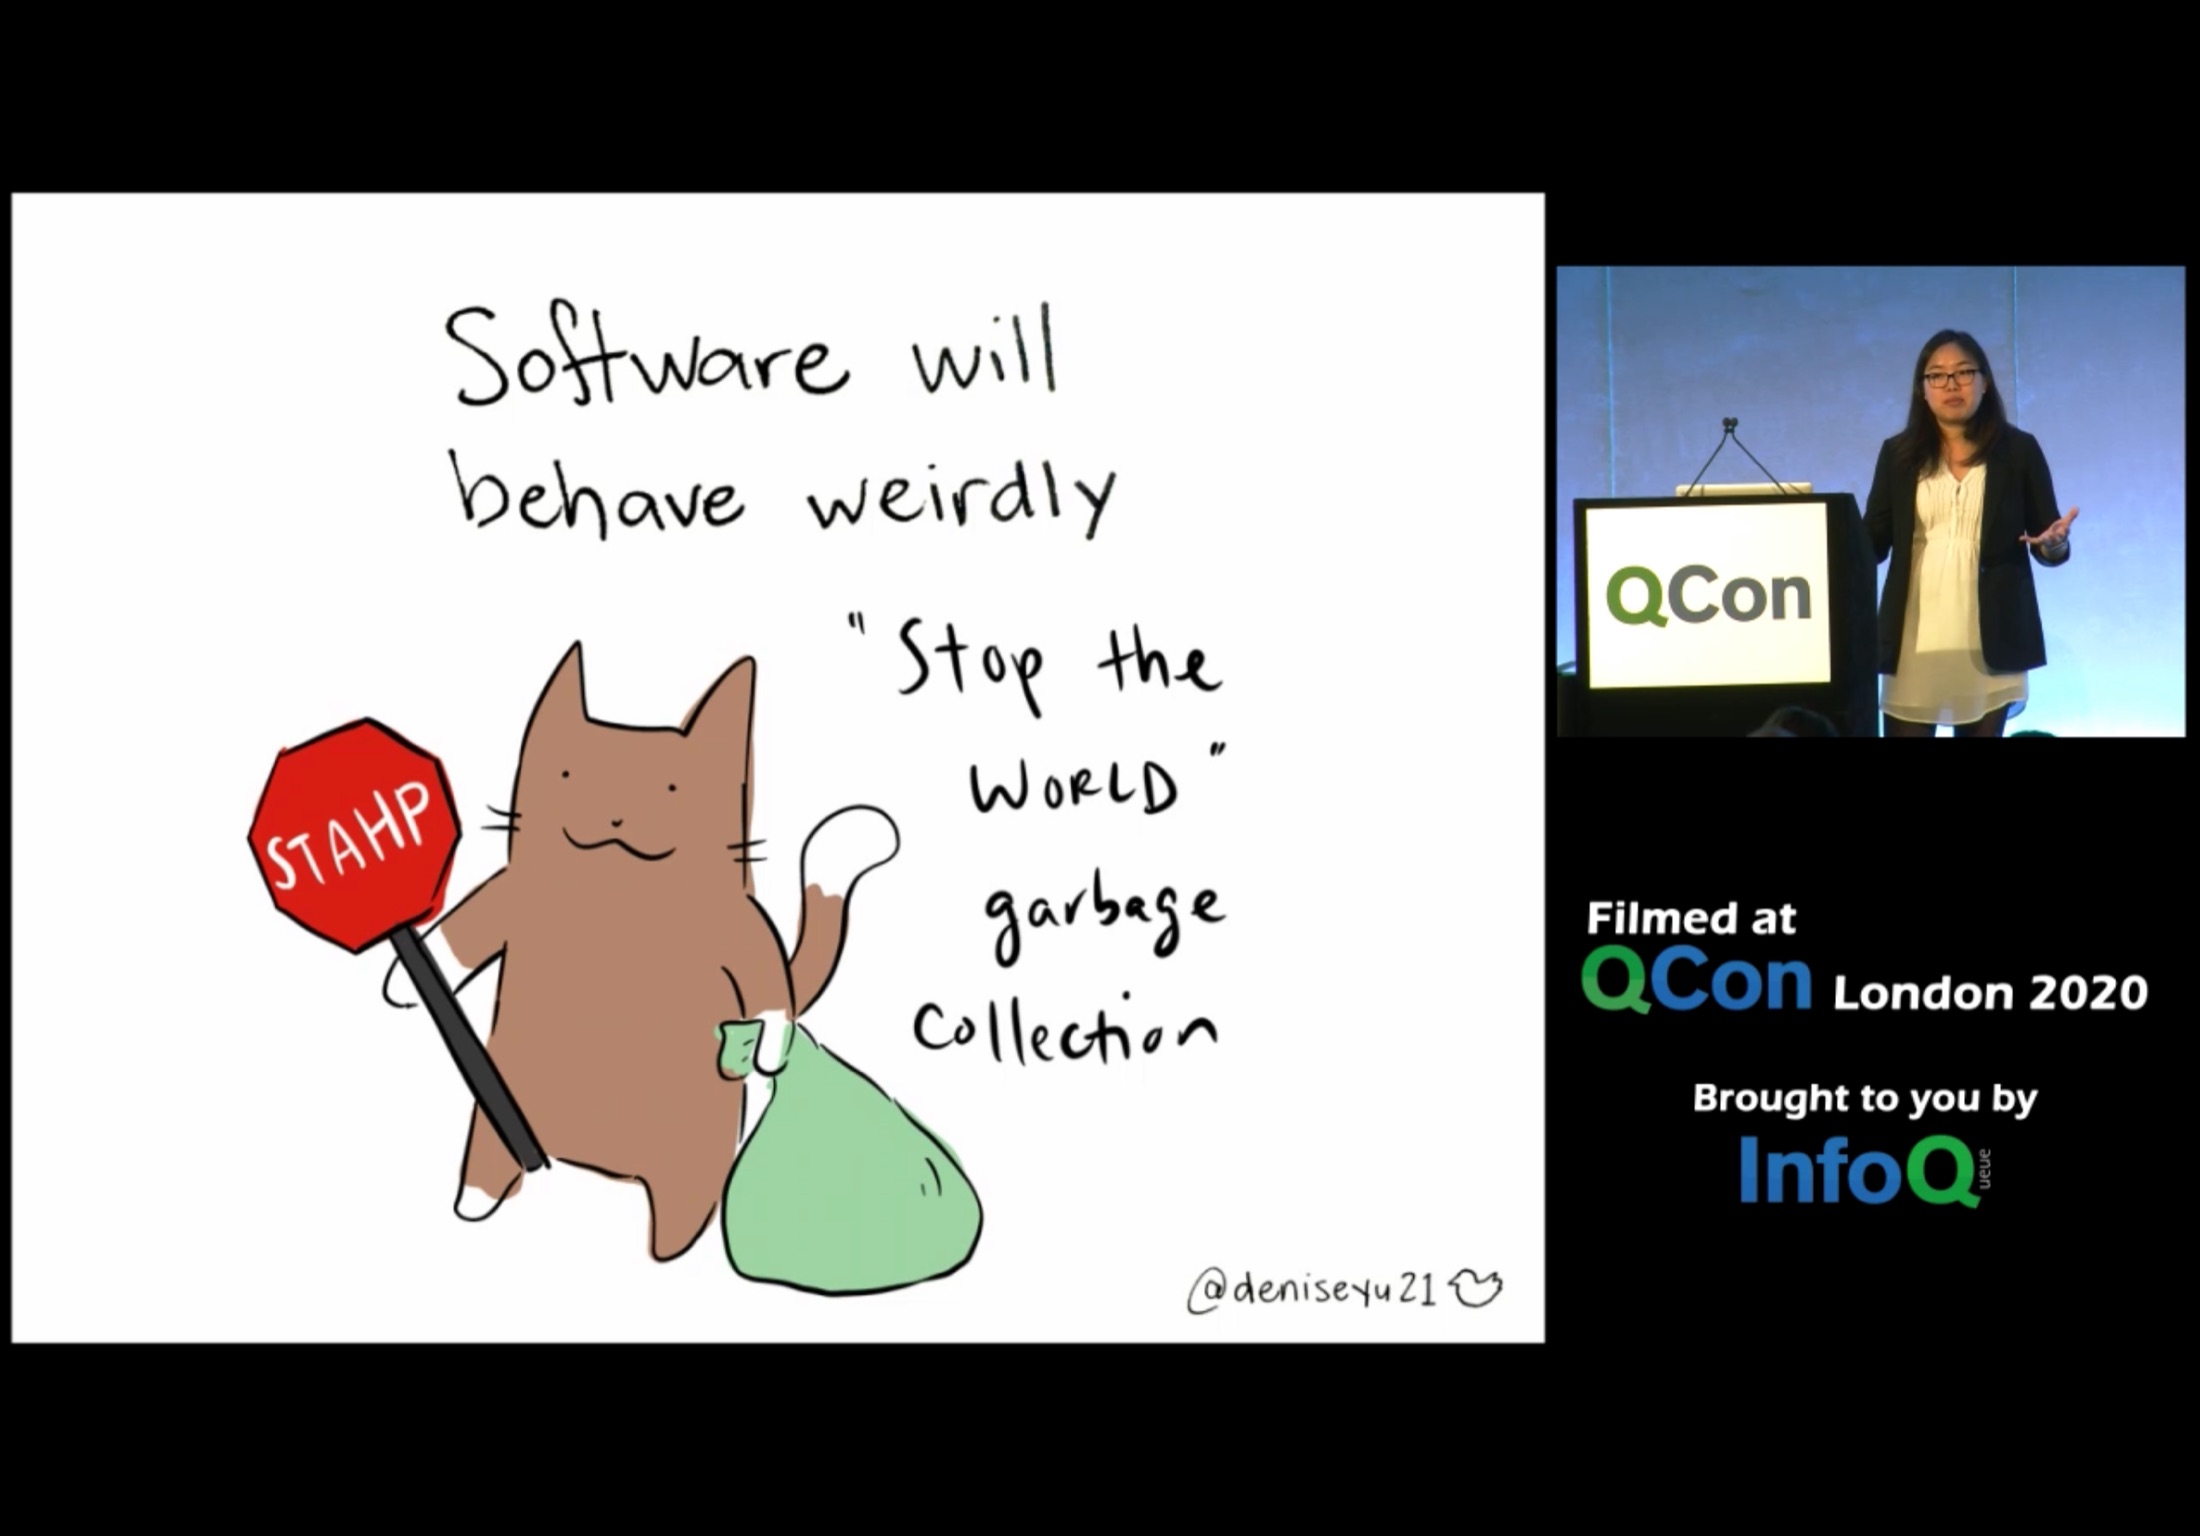 Software will
behave weirdly
"Stop the
WORLD"
garbage
Collection
STAHP
@deniseyu21
QCon
Filmed at
QCon London 2020
Brought to you by
InfoQ
ueue